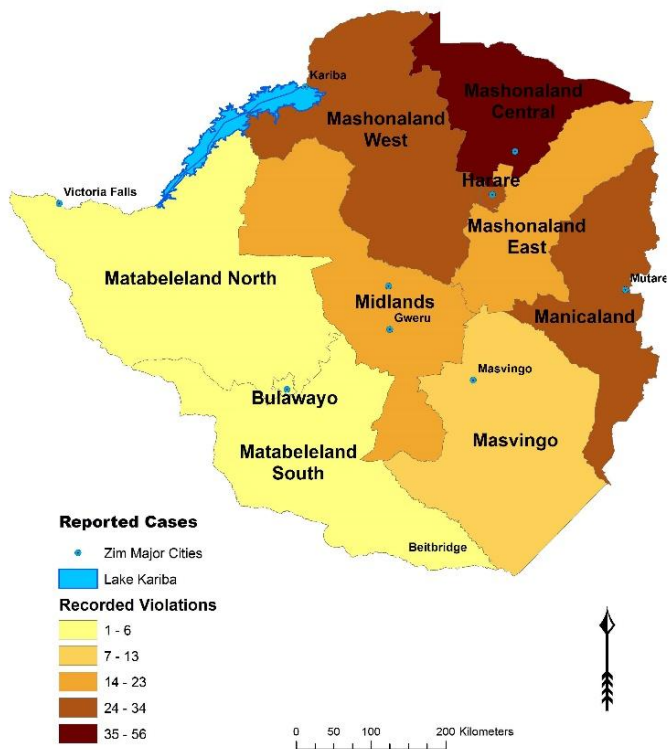 Kariba
Mashonaland
Central
Mashonaland
West
Victoria Falls
Harare
Mashonaland
East
Matabeleland North
Mutare
Midlands
Gweru
Manicaland
Masvingo
Bulawayo
Masvingo
Matabeleland
South
Beitbridge
Reported Cases
Zim Major Cities
Lake Kariba
Recorded Violations
1 - 6
7 - 13
14 - 23
24 - 34
35 - 56
0 50 100 200 Kilometers